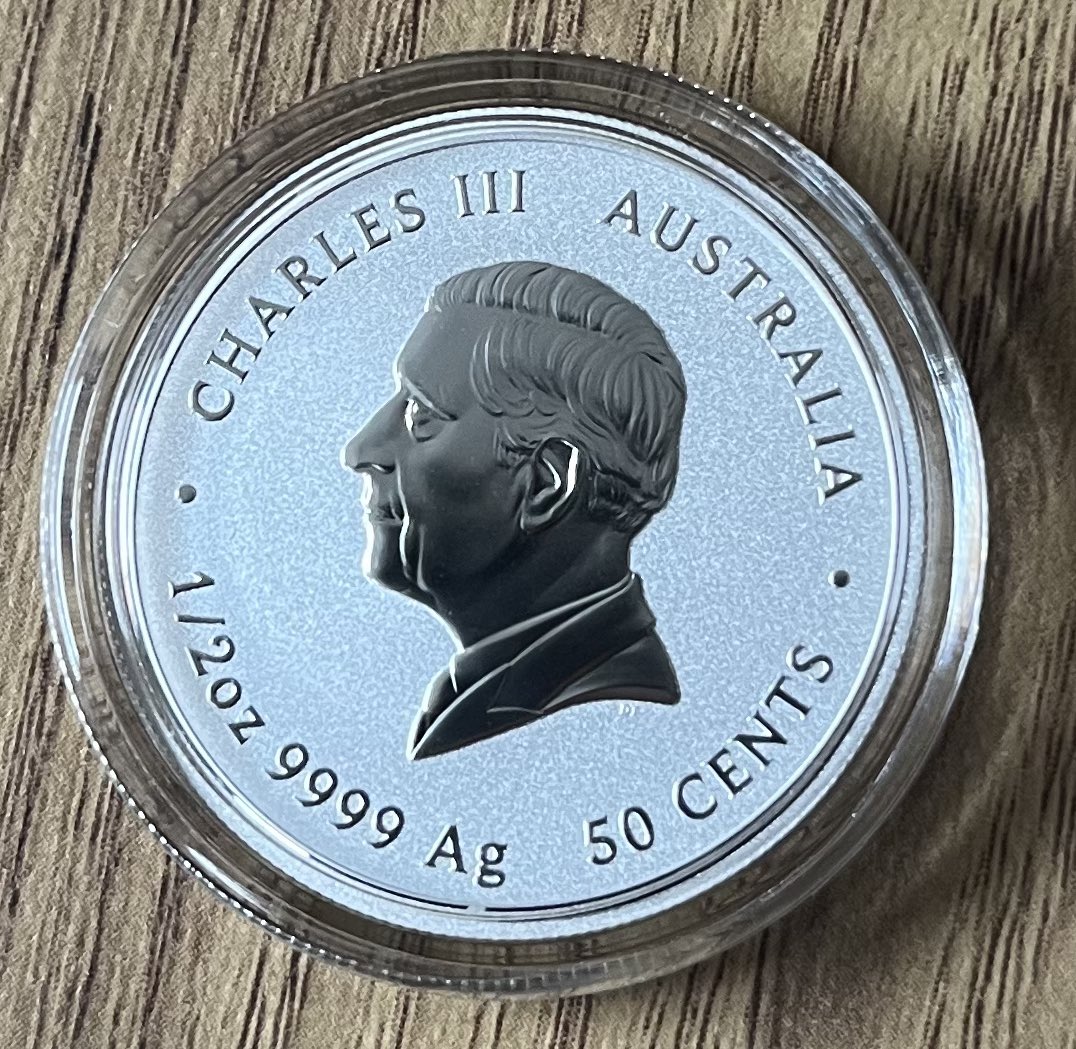 CHARLES III AUSTRALIA
1/2oz 9999 Ag 50 CENTS